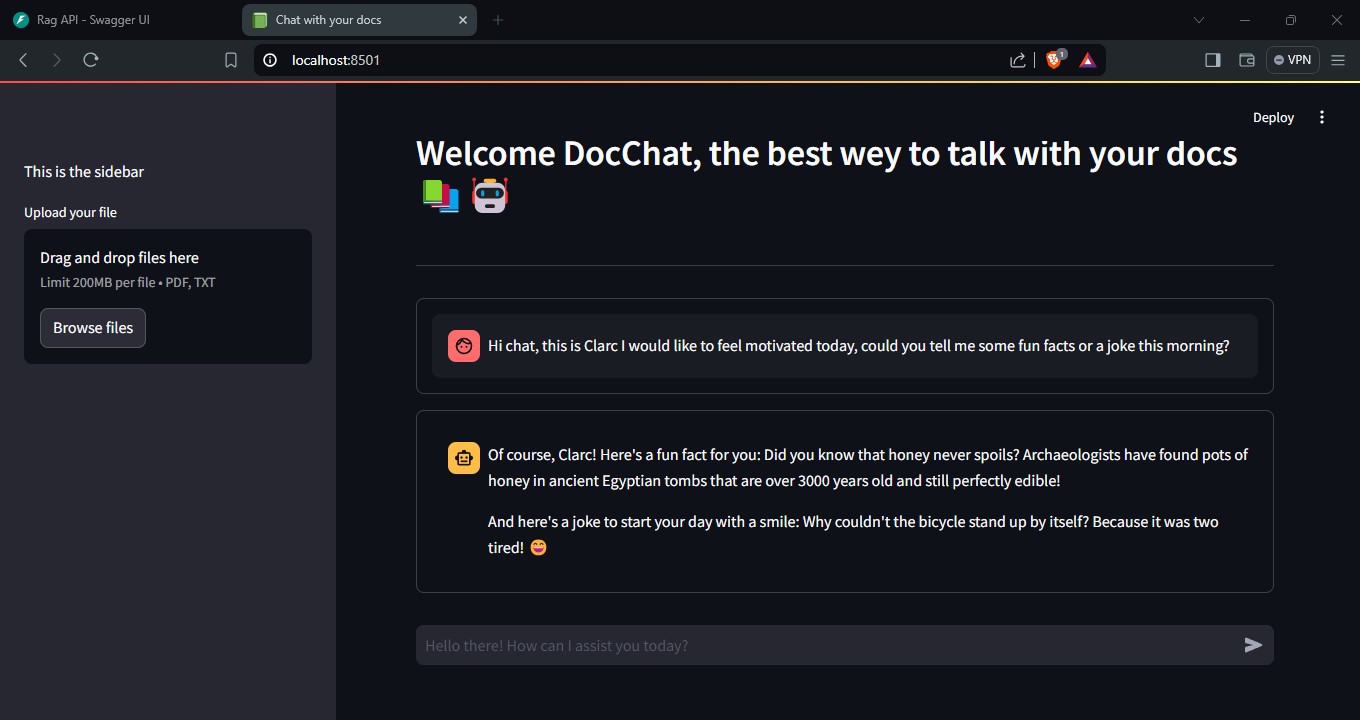 Rag API - Swagger UI
Chat with your docs
localhost:8501
1
VPN
Deploy
This is the sidebar
Upload your file
Drag and drop files here
Limit 200MB per file • PDF, TXT
Browse files
Welcome DocChat, the best wey to talk with your docs
📚 🤖
Hi chat, this is Clarc I would like to feel motivated today, could you tell me some fun facts or a joke this morning?
Of course, Clarc! Here's a fun fact for you: Did you know that honey never spoils? Archaeologists have found pots of
honey in ancient Egyptian tombs that are over 3000 years old and still perfectly edible!
And here's a joke to start your day with a smile: Why couldn't the bicycle stand up by itself? Because it was two
tired! 😄
Hello there! How can I assist you today?